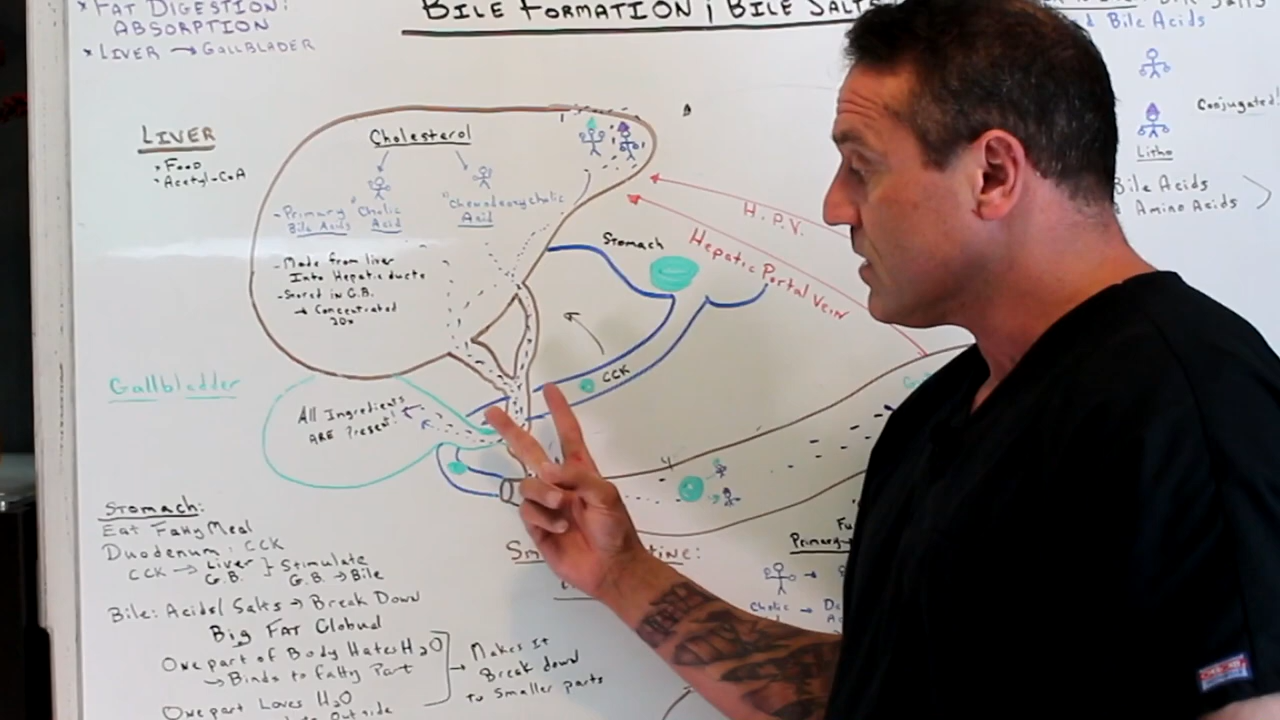 * FAT DIGESTION:
ABSORPTION
* LIVER → GALLBLADER
BILE FORMATION ; BILE SALTS
Bile Acids
Conjugated!
Litho
Bile Acids
Amino Acids
LIVER
* Food
* Acetyl-CoA
Cholesterol
- Primary
Bile Acids
"Cholic
Acid"
"Chenodeoxycholic
Acid
- Made from liver
Into Hepatic ducts
- Stored in G.B.
→ Concentrated
20x
H.P.V.
Hepatic Portal Vein
Stomach
CCK
Gallbladder
All Ingredients
ARE Present!
Stomach:
Eat Fatty Meal
Duodenum: CCK
CCK → Liver
G.B. } Stimulate
G.B. → Bile
Bile: Acids/Salts → Break Down
Big FAT Globual
One part of Body Hates H2O
→ Binds to fatty Part
One part Loves H2O
Outside
→ Makes It
Break down
to Smaller parts
Primary
Cholic →